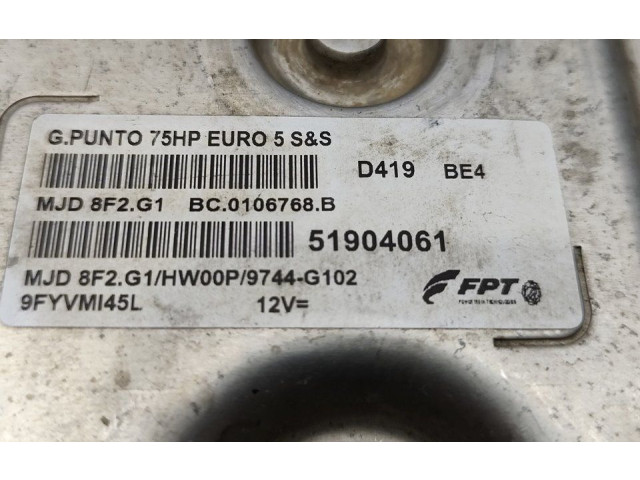 G.PUNTO 75HP EURO 5 S&S
D419 BE4
MJD 8F2.G1 BC.0106768.B
51904061
MJD 8F2.G1/HW00P/9744-G102
9FYVMI45L 12V=
FPT